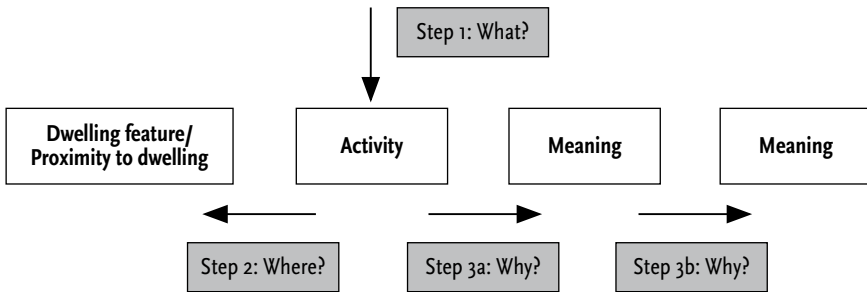 Step 1: What?
Dwelling feature/
Proximity to dwelling
Activity
Meaning
Meaning
Step 2: Where?
Step 3a: Why?
Step 3b: Why?